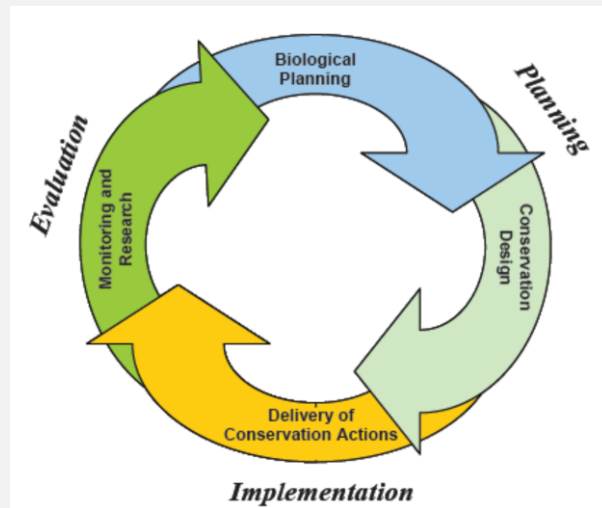 Biological
Planning
Planning
Conservation
Design
Delivery of
Conservation Actions
Implementation
Monitoring and
Research
Evaluation